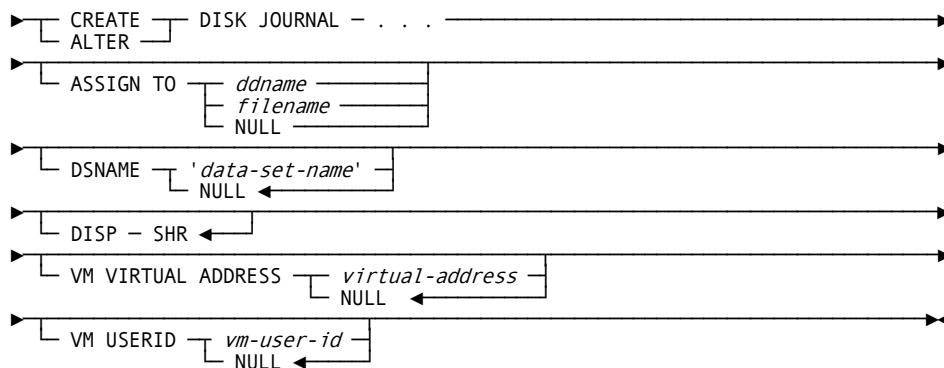 CREATE DISK JOURNAL — . . .
ALTER
ASSIGN TO ddname
filename
NULL
DSNAME 'data-set-name'
NULL
DISP — SHR
VM VIRTUAL ADDRESS virtual-address
NULL
VM USERID vm-user-id
NULL